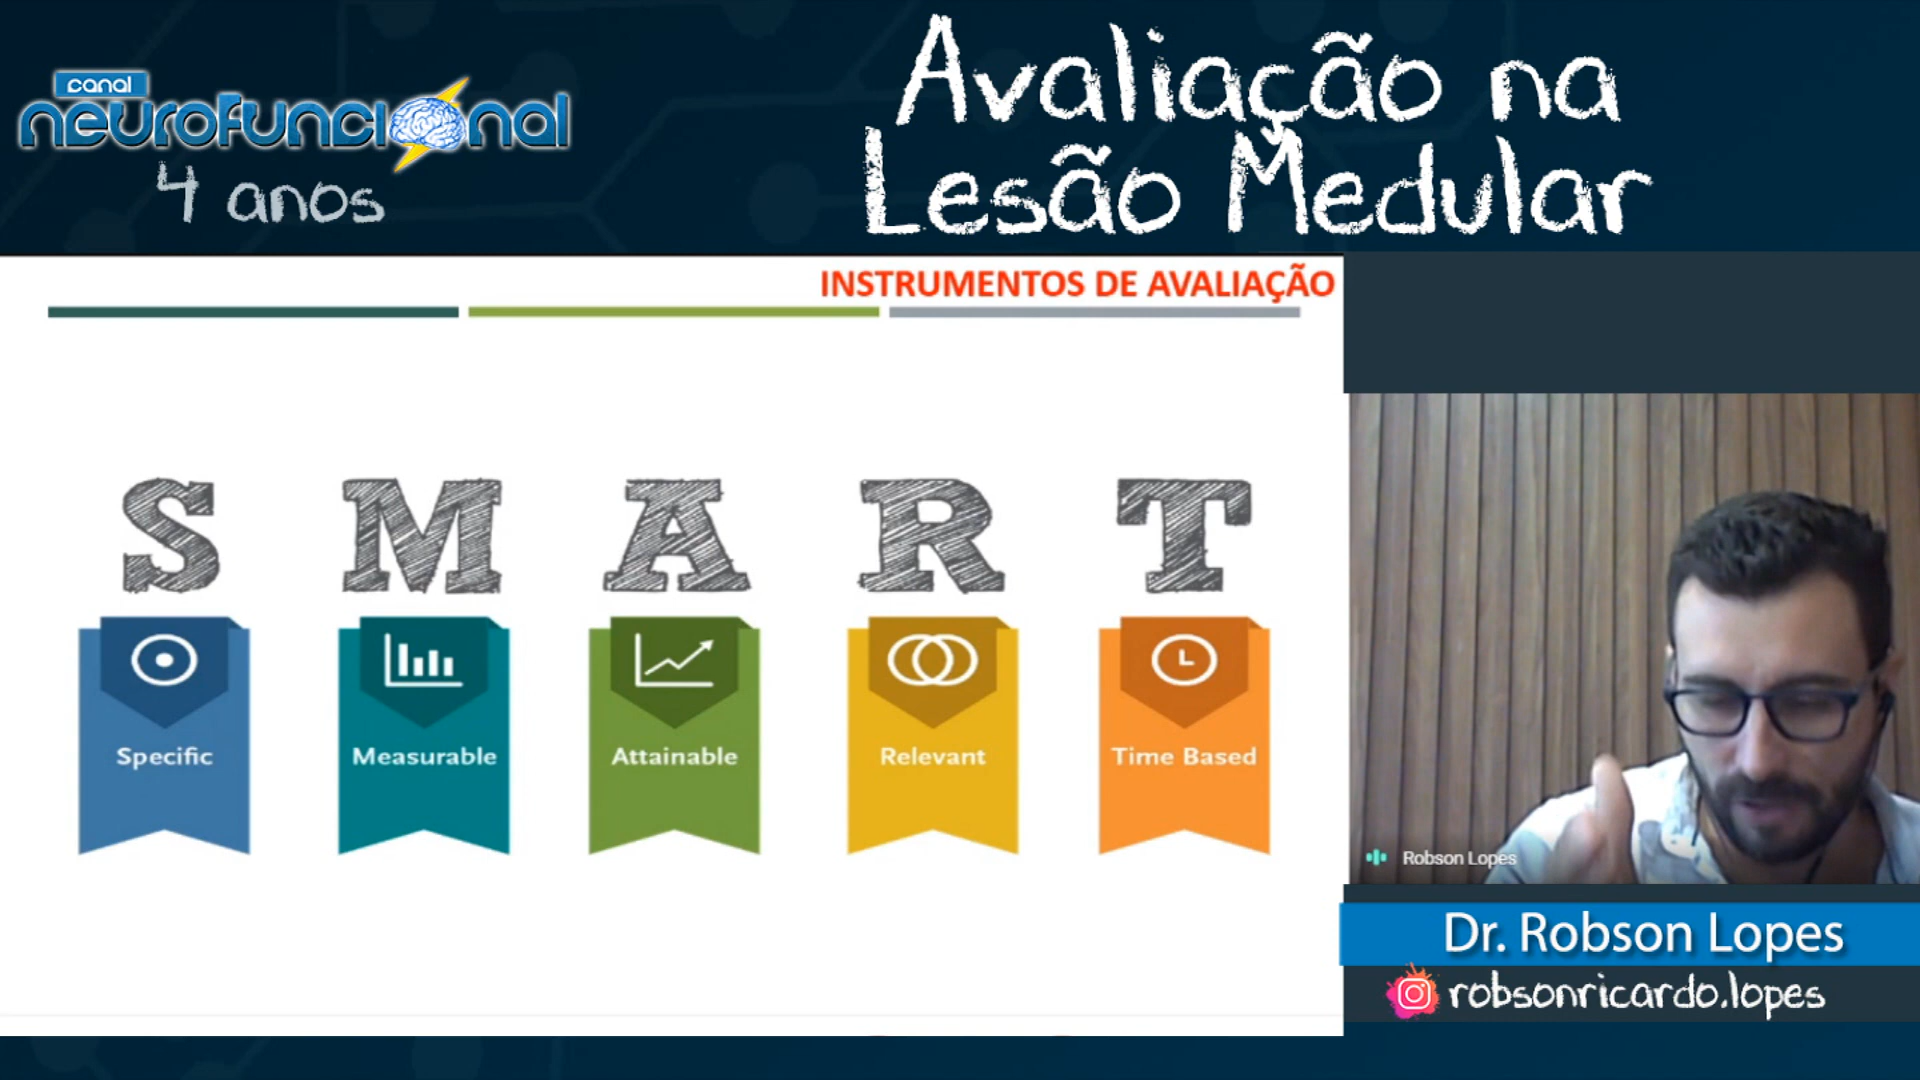 canal
neurofuncional
4 anos
Avaliação na
Lesão Medular
INSTRUMENTOS DE AVALIAÇÃO
S M A R T
Specific
Measurable
Attainable
Relevant
Time Based
Robson Lopes
Dr. Robson Lopes
robsonricardo.lopes